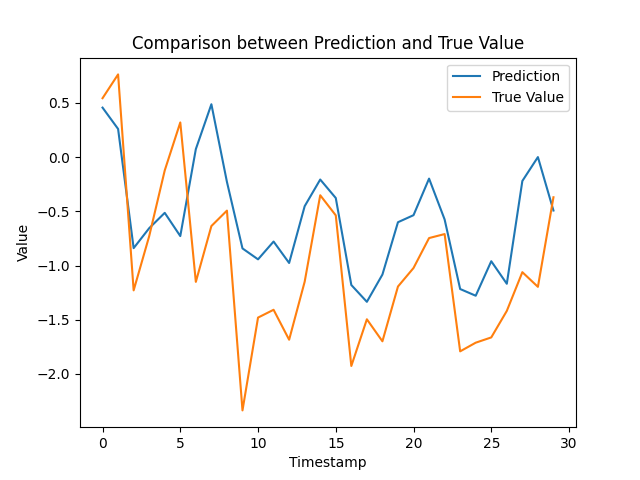 Comparison between Prediction and True Value
Prediction
True Value
0.5
0.0
−0.5
−1.0
−1.5
−2.0
Value
0 5 10 15 20 25 30
Timestamp